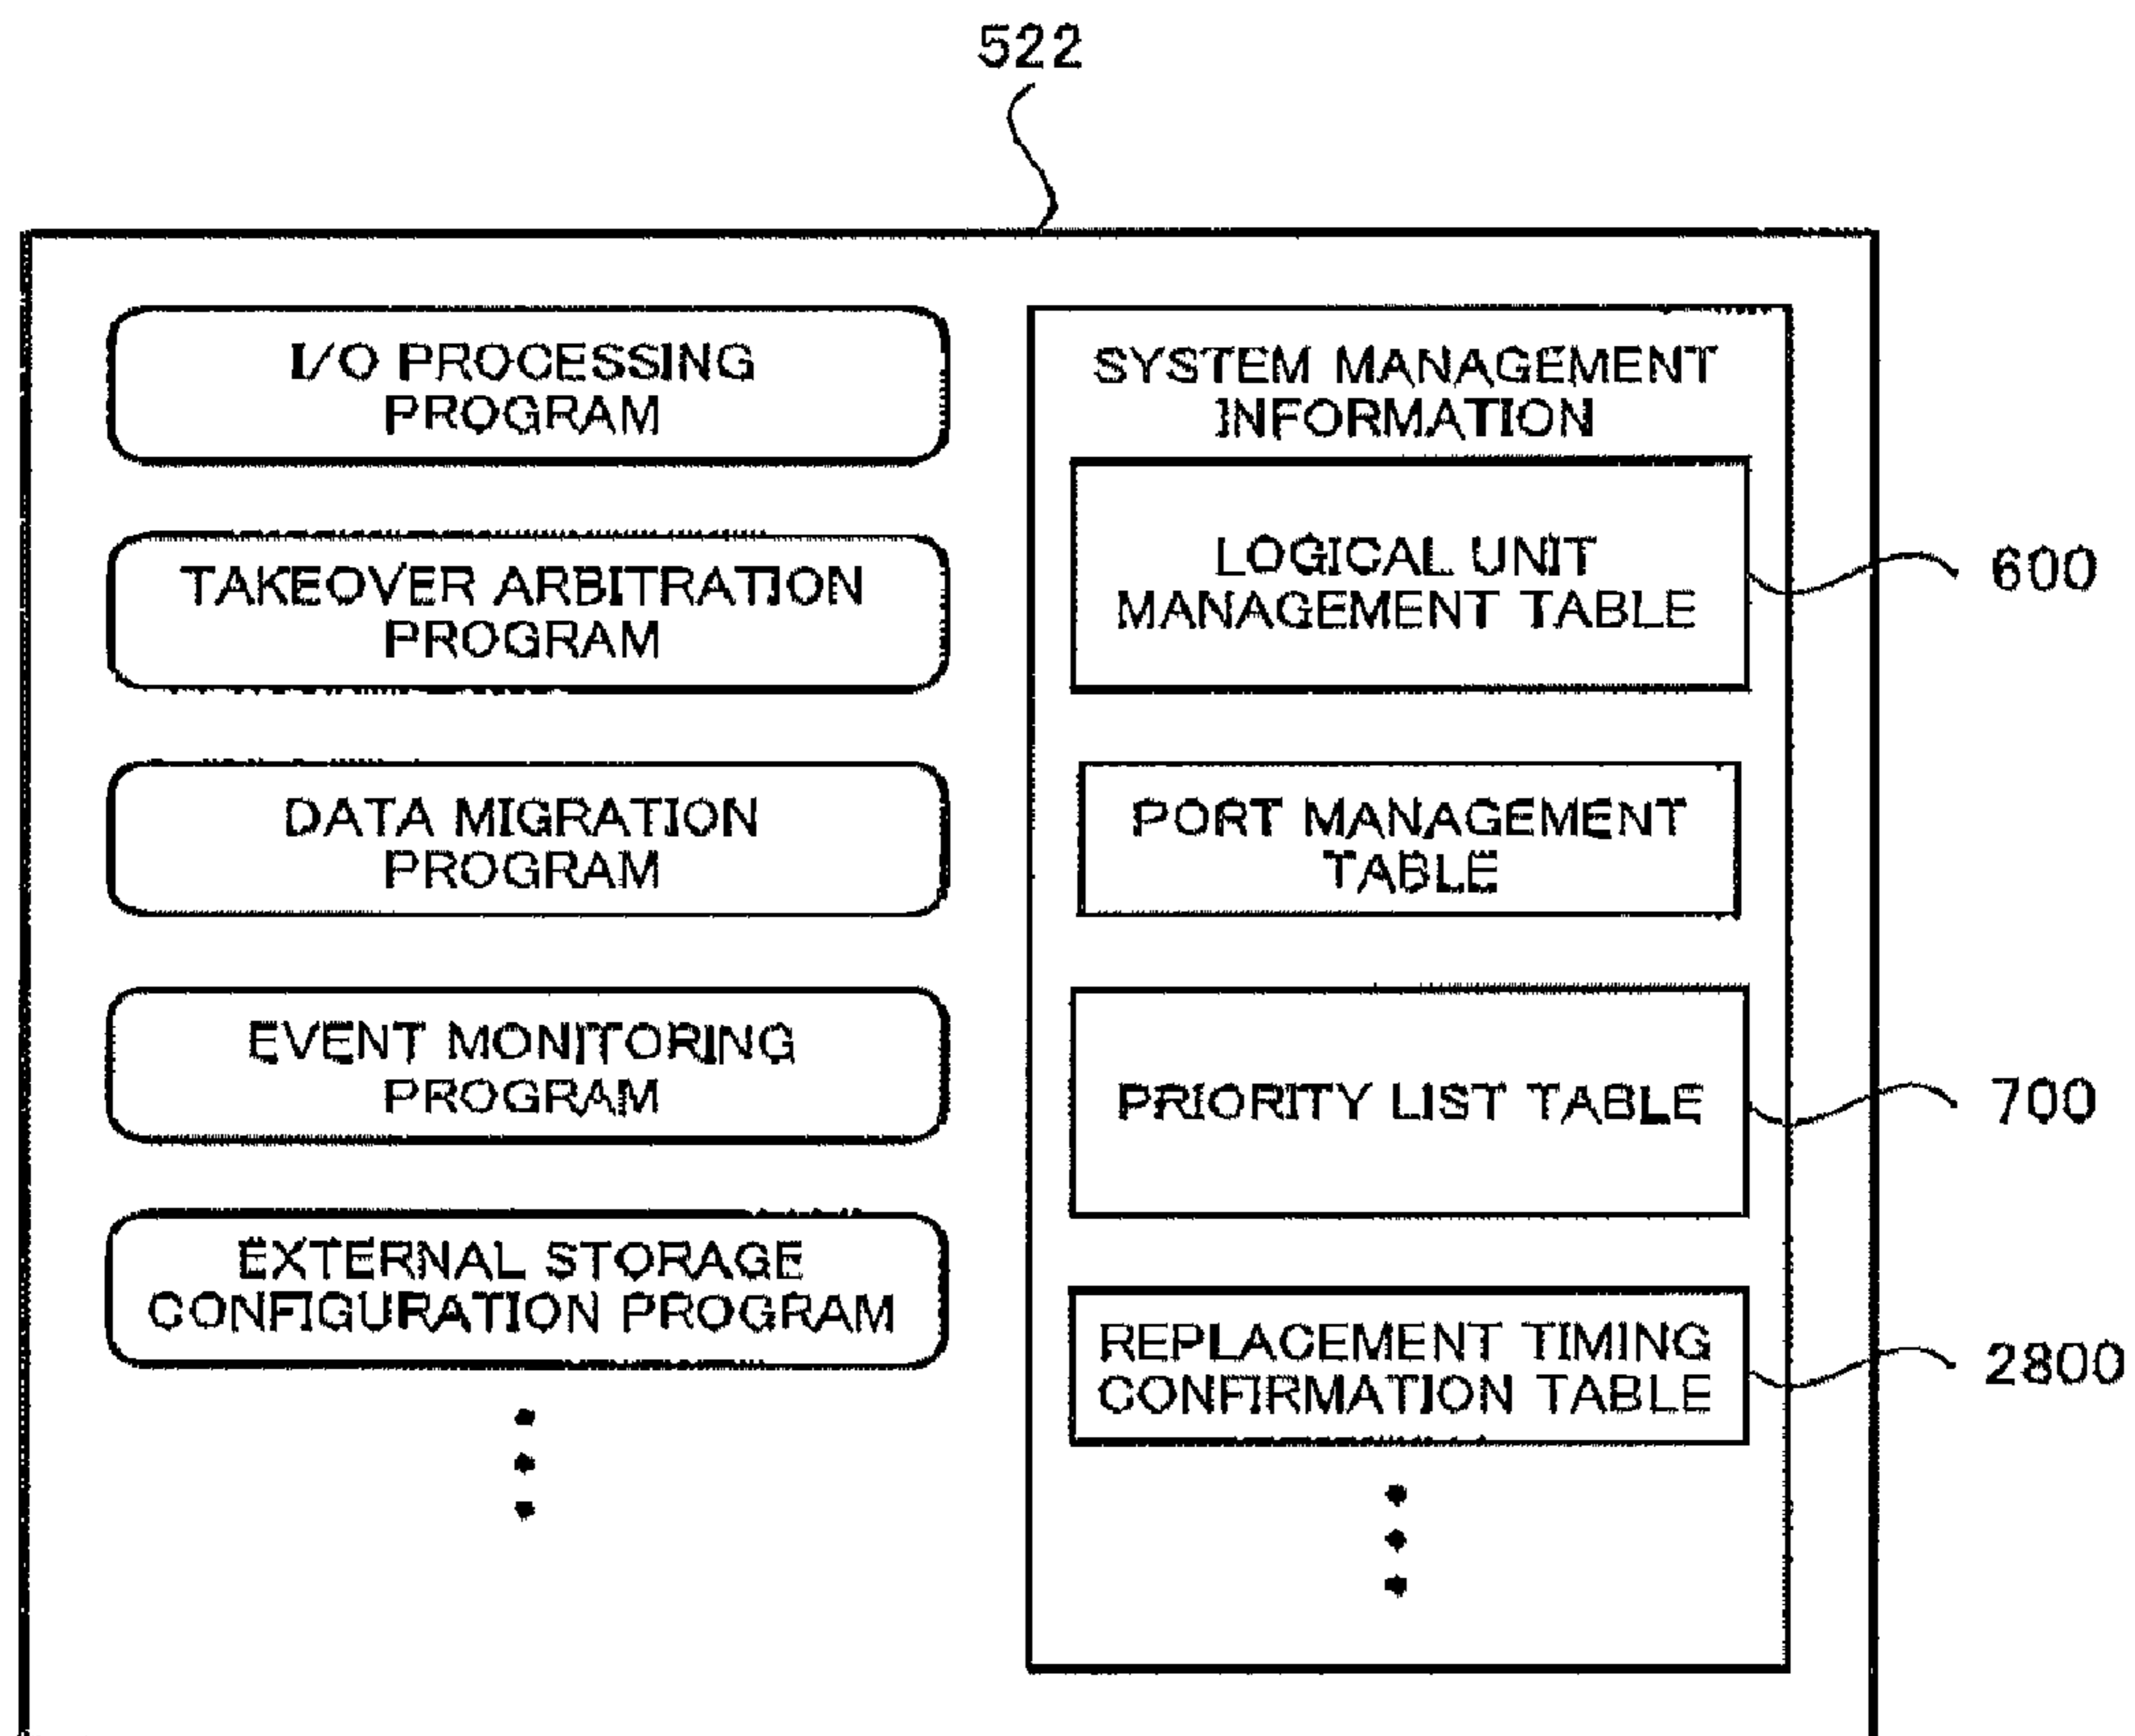 522
I/O PROCESSING
PROGRAM
TAKEOVER ARBITRATION
PROGRAM
DATA MIGRATION
PROGRAM
EVENT MONITORING
PROGRAM
EXTERNAL STORAGE
CONFIGURATION PROGRAM
SYSTEM MANAGEMENT
INFORMATION
LOGICAL UNIT
MANAGEMENT TABLE
600
PORT MANAGEMENT
TABLE
PRIORITY LIST TABLE
700
REPLACEMENT TIMING
CONFIRMATION TABLE
2800